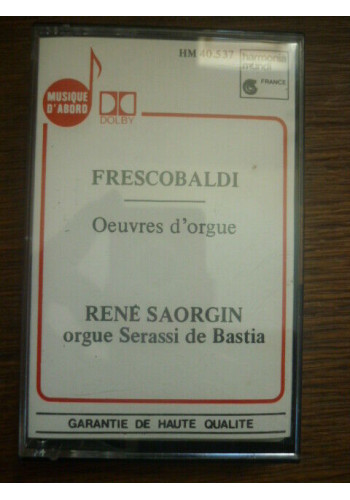 HM 40.537
harmonia
mundi
FRANCE
MUSIQUE
D'ABORD
DOLBY
FRESCOBALDI
Oeuvres d'orgue
RENÉ SAORGIN
orgue Serassi de Bastia
GARANTIE DE HAUTE QUALITE